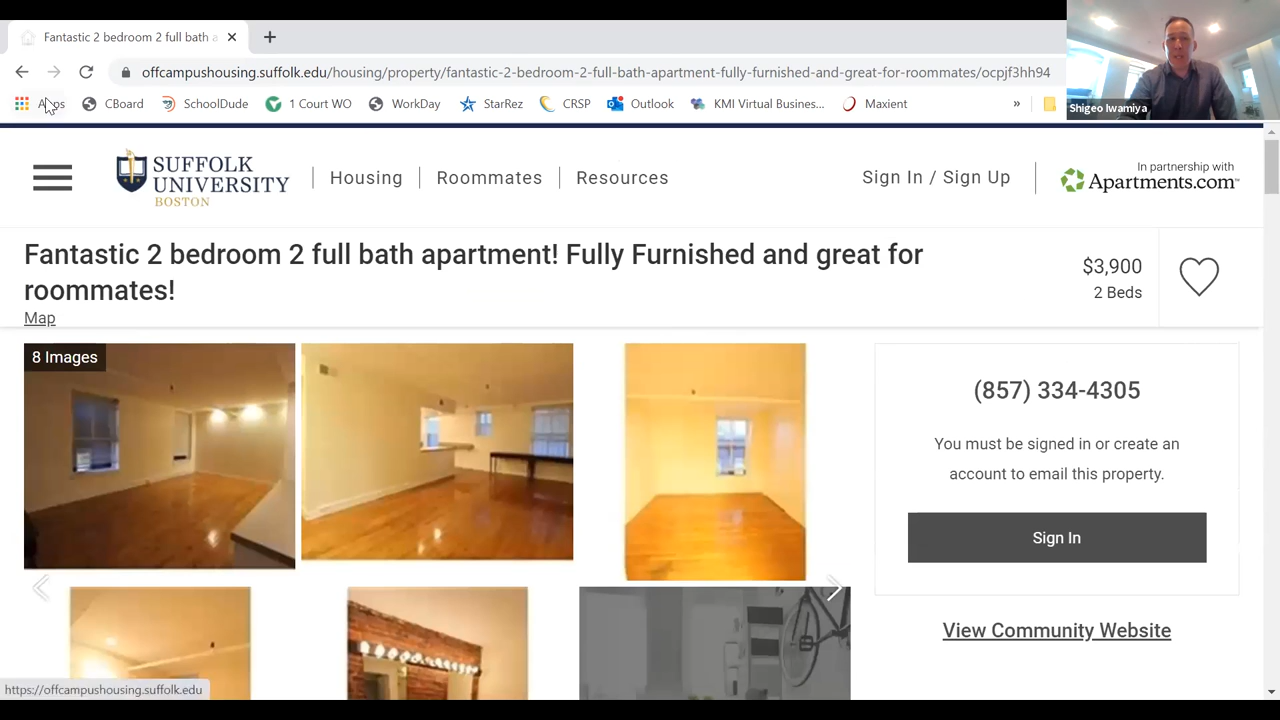 Fantastic 2 bedroom 2 full bath a
offcampushousing.suffolk.edu/housing/property/fantastic-2-bedroom-2-full-bath-apartment-fully-furnished-and-great-for-roommates/ocpjf3hh94
Apps CBoard SchoolDude 1 Court WO WorkDay StarRez CRSP Outlook KMI Virtual Busines... Maxient »
Shigeo Iwamiya
SUFFOLK
UNIVERSITY
BOSTON
Housing Roommates Resources
Sign In / Sign Up
In partnership with
Apartments.com™
Fantastic 2 bedroom 2 full bath apartment! Fully Furnished and great for
roommates!
Map
$3,900
2 Beds
8 Images
(857) 334-4305
You must be signed in or create an
account to email this property.
Sign In
View Community Website
https://offcampushousing.suffolk.edu